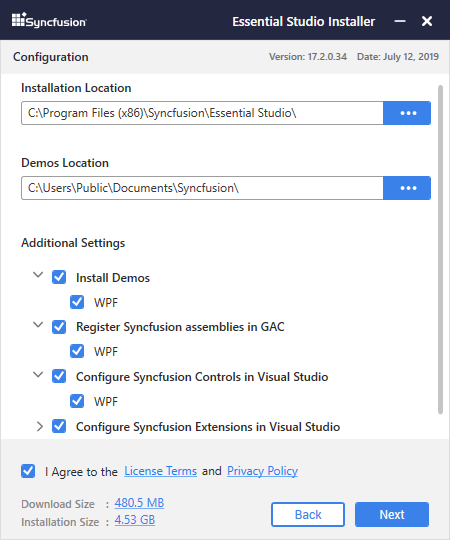 Syncfusion Essential Studio Installer
Configuration Version: 17.2.0.34 Date: July 12, 2019
Installation Location
C:\Program Files (x86)\Syncfusion\Essential Studio\
Demos Location
C:\Users\Public\Documents\Syncfusion\
Additional Settings
Install Demos
WPF
Register Syncfusion assemblies in GAC
WPF
Configure Syncfusion Controls in Visual Studio
WPF
Configure Syncfusion Extensions in Visual Studio
I Agree to the License Terms and Privacy Policy
Download Size : 480.5 MB
Installation Size : 4.53 GB
Back Next